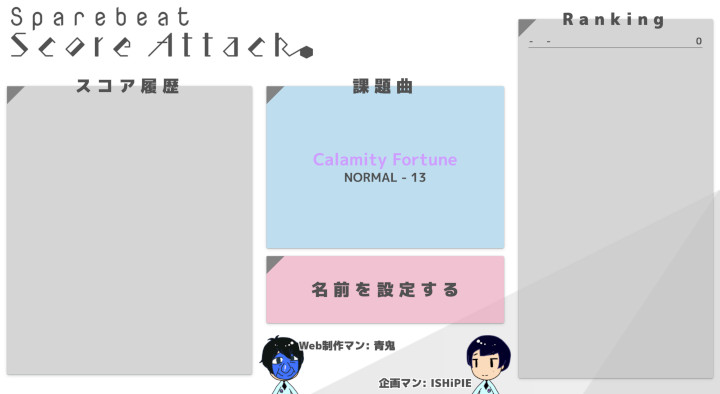 Sparebeat
Score Attack
スコア履歴
課題曲
Calamity Fortune
NORMAL - 13
名前を設定する
Web制作マン: 青鬼
企画マン: ISHiPIE
Ranking
- - 0